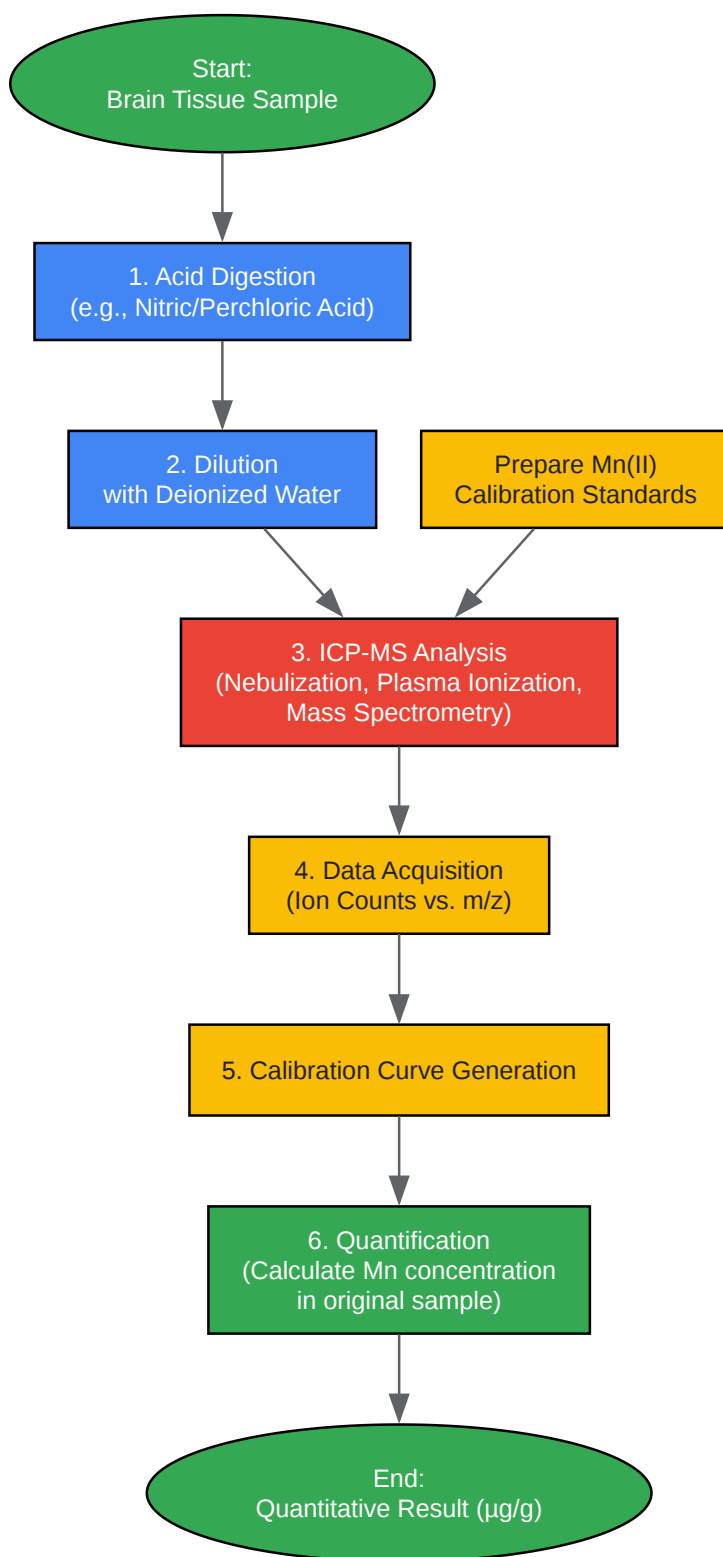 Start:
Brain Tissue Sample
1. Acid Digestion
(e.g., Nitric/Perchloric Acid)
2. Dilution
with Deionized Water
Prepare Mn(II)
Calibration Standards
3. ICP-MS Analysis
(Nebulization, Plasma Ionization,
Mass Spectrometry)
4. Data Acquisition
(Ion Counts vs. m/z)
5. Calibration Curve Generation
6. Quantification
(Calculate Mn concentration
in original sample)
End:
Quantitative Result (µg/g)